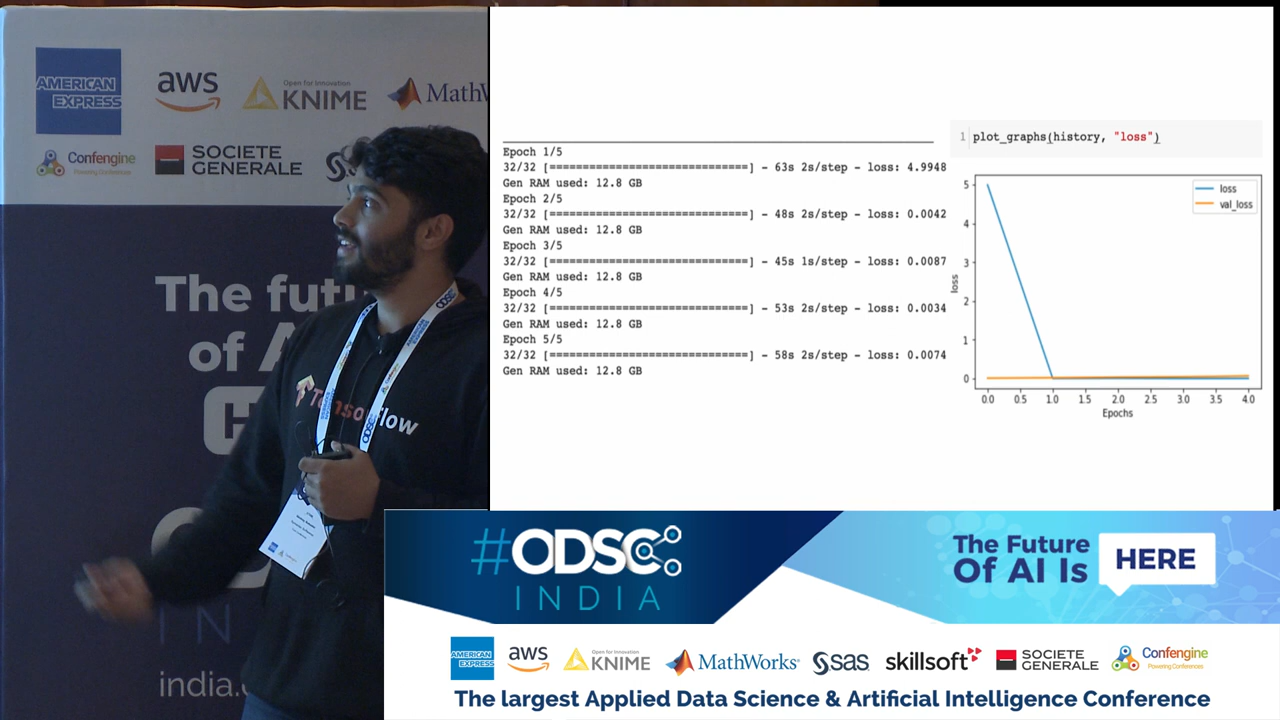 AMERICAN
EXPRESS
aws
Open for Innovation
KNIME
MathW
Confengine
Powering Conferences
SOCIETE
GENERALE
The futu
of A
H
IN
india.
ODSC
TensorFlow
ODSC
Epoch 1/5
32/32 [==============================] - 63s 2s/step - loss: 4.9948
Gen RAM used: 12.8 GB
Epoch 2/5
32/32 [==============================] - 48s 2s/step - loss: 0.0042
Gen RAM used: 12.8 GB
Epoch 3/5
32/32 [==============================] - 45s 1s/step - loss: 0.0087
Gen RAM used: 12.8 GB
Epoch 4/5
32/32 [==============================] - 53s 2s/step - loss: 0.0034
Gen RAM used: 12.8 GB
Epoch 5/5
32/32 [==============================] - 58s 2s/step - loss: 0.0074
Gen RAM used: 12.8 GB
1 plot_graphs(history, "loss")
loss
val_loss
5
4
3
2
1
0
loss
0.0 0.5 1.0 1.5 2.0 2.5 3.0 3.5 4.0
Epochs
#ODSC
INDIA
The Future
Of AI Is
HERE
AMERICAN
EXPRESS
aws
Open for Innovation
KNIME
MathWorks
sas
skillsoft
SOCIETE
GENERALE
Confengine
Powering Conferences
The largest Applied Data Science & Artificial Intelligence Conference